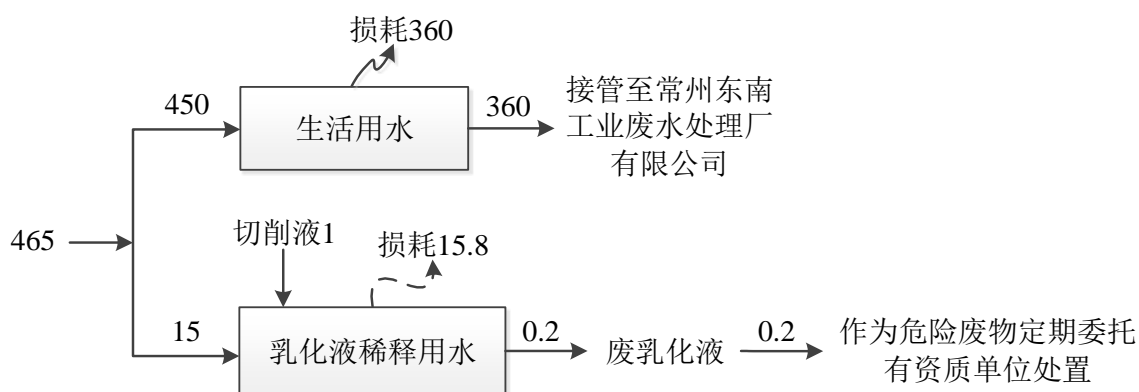 损耗360
450
生活用水
360
接管至常州东南
工业废水处理厂
有限公司
465
切削液1
损耗15.8
15
乳化液稀释用水
0.2
废乳化液
0.2
作为危险废物定期委托
有资质单位处置